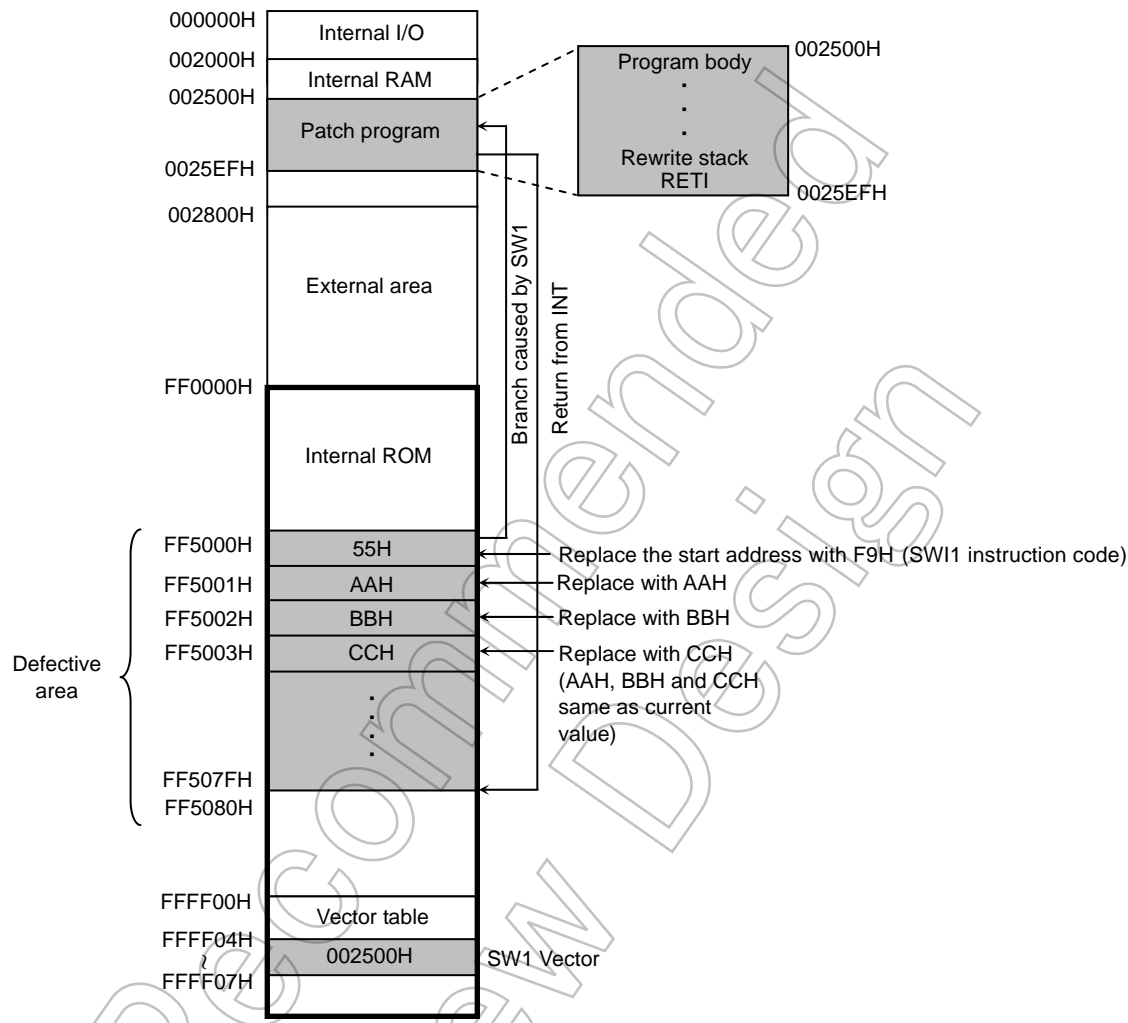 000000H
Internal I/O
002000H
Internal RAM
002500H
Patch program
0025EFH
002800H
External area
FF0000H
Internal ROM
002500H
Program body
.
.
.
Rewrite stack
RETI
0025EFH
Branch caused by SW1
Return from INT
Defective
area
FF5000H
55H
Replace the start address with F9H (SWI1 instruction code)
FF5001H
AAH
Replace with AAH
FF5002H
BBH
Replace with BBH
FF5003H
CCH
Replace with CCH
(AAH, BBH and CCH
same as current
value)
.
.
.
.
FF507FH
FF5080H
FFFF00H
Vector table
FFFF04H
~
002500H
SW1 Vector
FFFF07H
Recommended
New Design